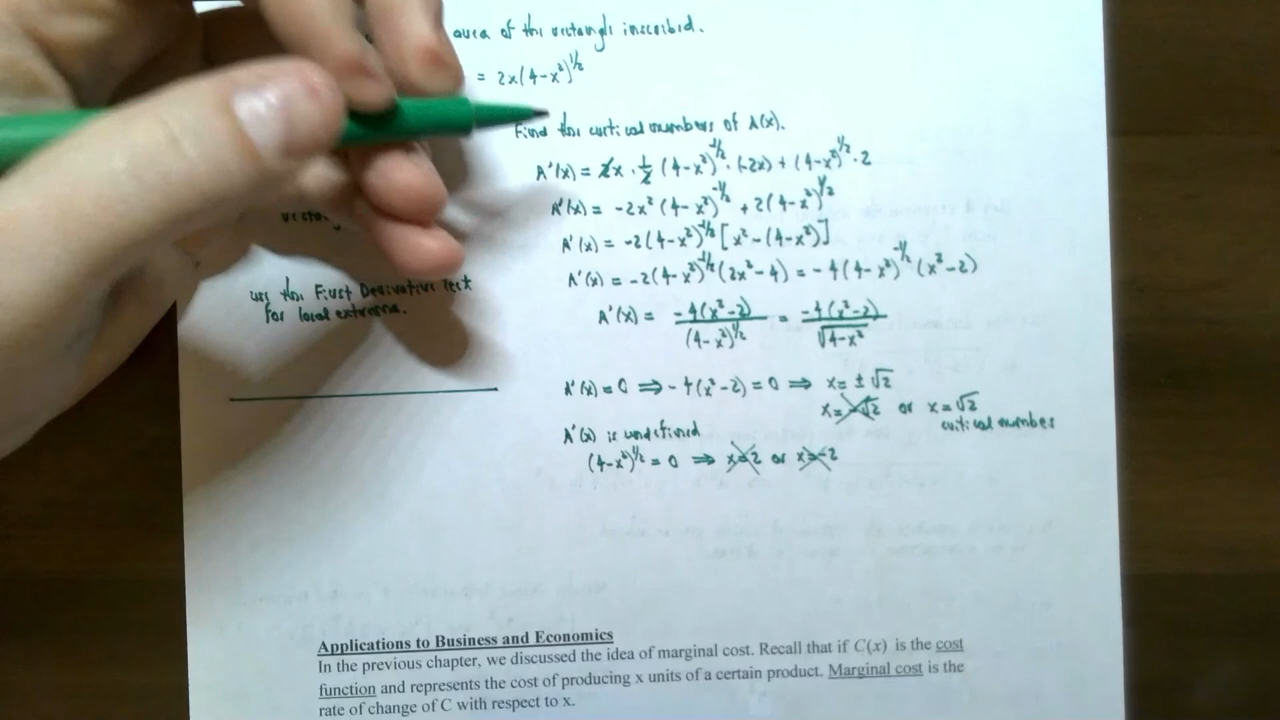 area of the rectangle inscribed.
= 2x(4-x²)^1/2
Find the critical numbers of A(x).
A'(x) = 2x · 1/2 (4-x²)^-1/2 · (-2x) + (4-x²)^1/2 · 2
A'(x) = -2x² (4-x²)^-1/2 + 2(4-x²)^1/2
A'(x) = -2(4-x²)^-1/2 [x² - (4-x²)]
A'(x) = -2(4-x²)^-1/2 (2x²-4) = -4(4-x²)^-1/2 (x²-2)
use the First Derivative Test
for local extrema.
A'(x) = -4(x²-2)/(4-x²)^1/2 = -4(x²-2)/√(4-x²)
A'(x) = 0 ⟹ -4(x²-2) = 0 ⟹ x = ±√2
x = -√2 or x = √2
critical number
A'(x) is undefined
(4-x²)^1/2 = 0 ⟹ x=2 or x=-2
Applications to Business and Economics
In the previous chapter, we discussed the idea of marginal cost. Recall that if C(x) is the cost
function and represents the cost of producing x units of a certain product. Marginal cost is the
rate of change of C with respect to x.